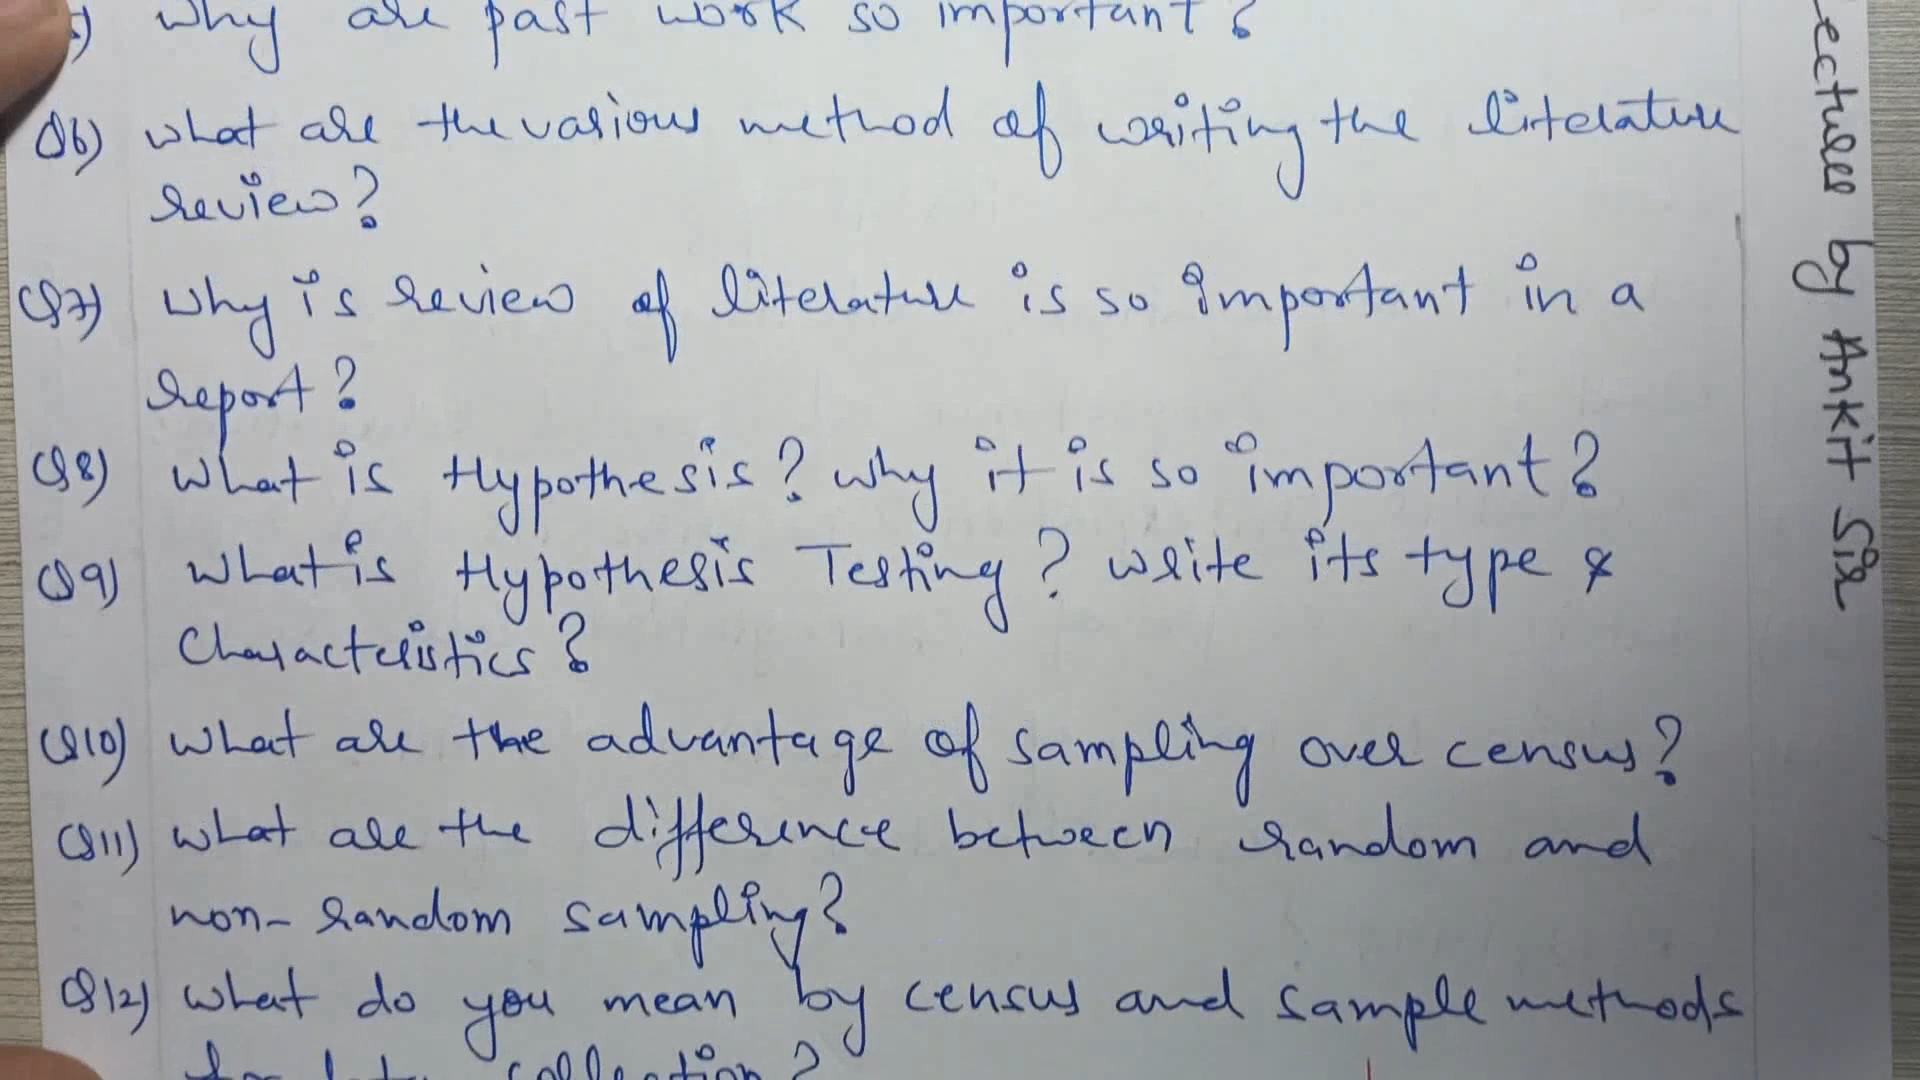 why are past work so important?
Q6) what are the various method of writing the literature
review?
Q7) Why is review of literature is so important in a
report?
Q8) What is Hypothesis? why it is so important?
Q9) What is Hypothesis Testing? write its type &
Characteristics?
Q10) What are the advantage of sampling over census?
Q11) What are the difference between random and
non-random sampling?
Q12) What do you mean by census and sample methods
collection?
ectures by Ankit Sir